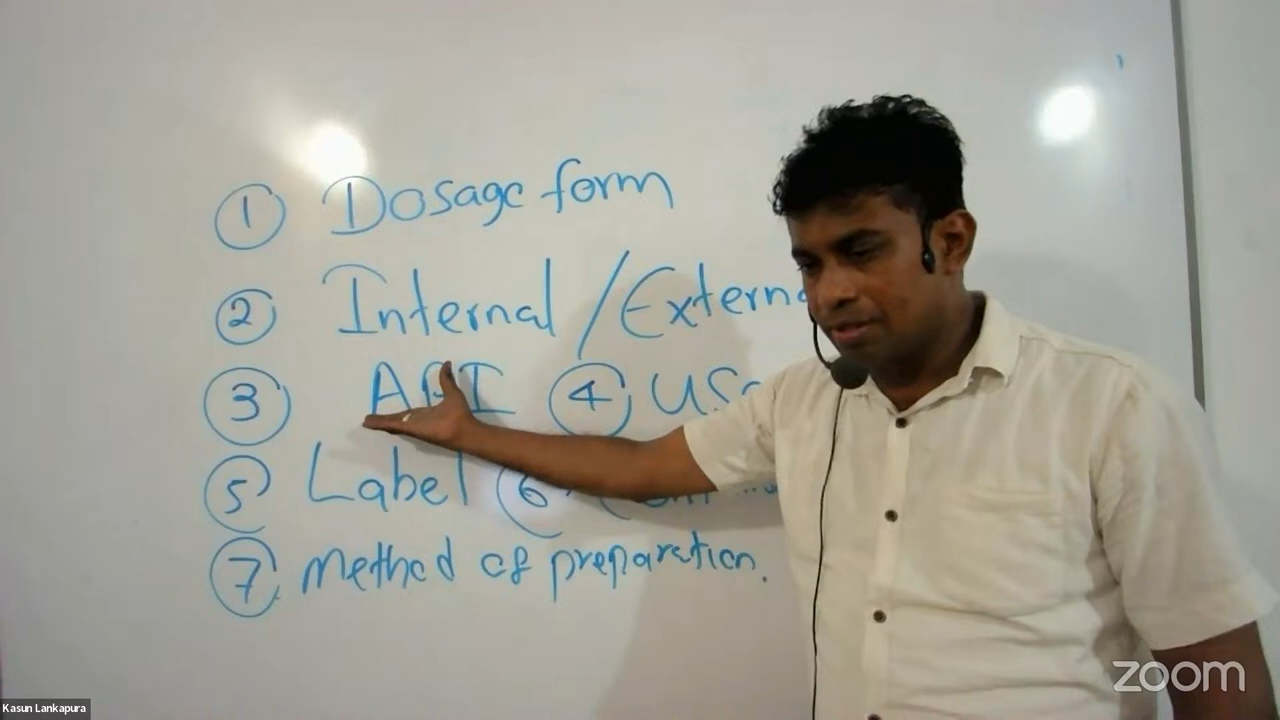 ① Dosage form
② Internal / Externa
③ API ④ Us
⑤ Label ⑥
⑦ Method of preparation.
zoom
Kasun Lankapura